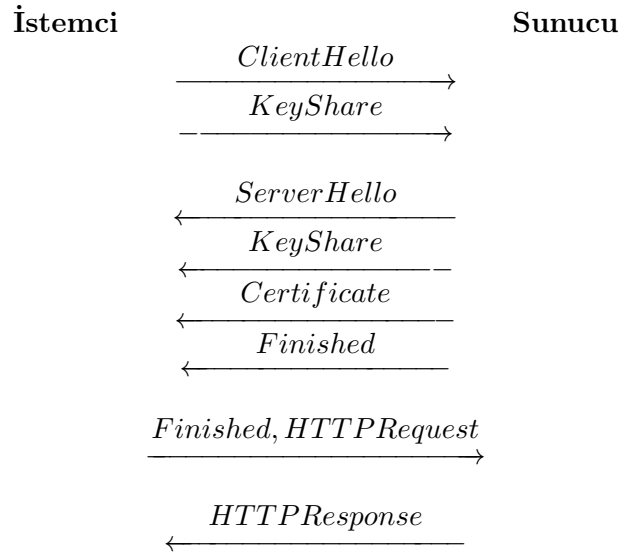 İstemci Sunucu
ClientHello
KeyShare
ServerHello
KeyShare
Certificate
Finished
Finished, HTTPRequest
HTTPResponse